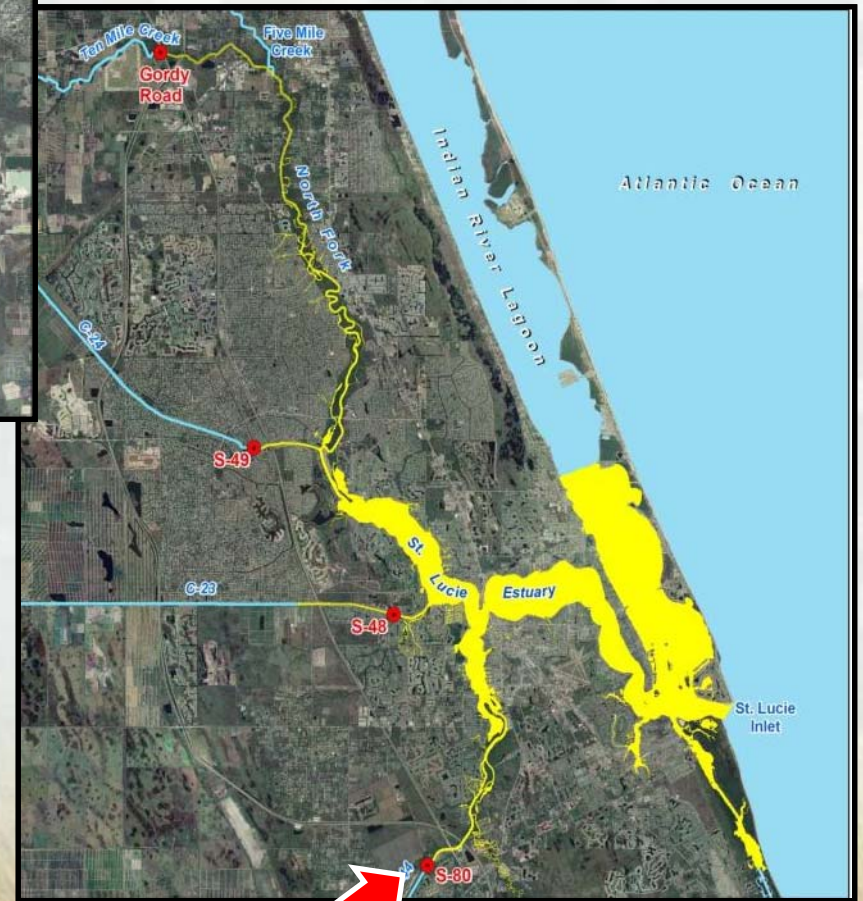 Ten Mile Creek
Five Mile
Creek
Gordy
Road
North Fork
Indian River Lagoon
Atlantic Ocean
C-24
S-49
St. Lucie Estuary
C-23
S-48
St. Lucie
Inlet
S-80